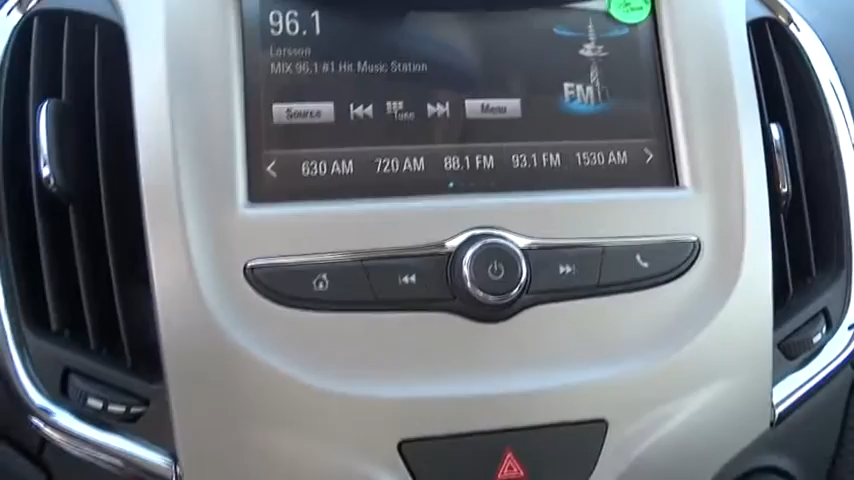 96.1
Larsson
MIX 96.1 #1 Hit Music Station
Source
Tune
Menu
FM
630 AM 720 AM 88.1 FM 93.1 FM 1530 AM